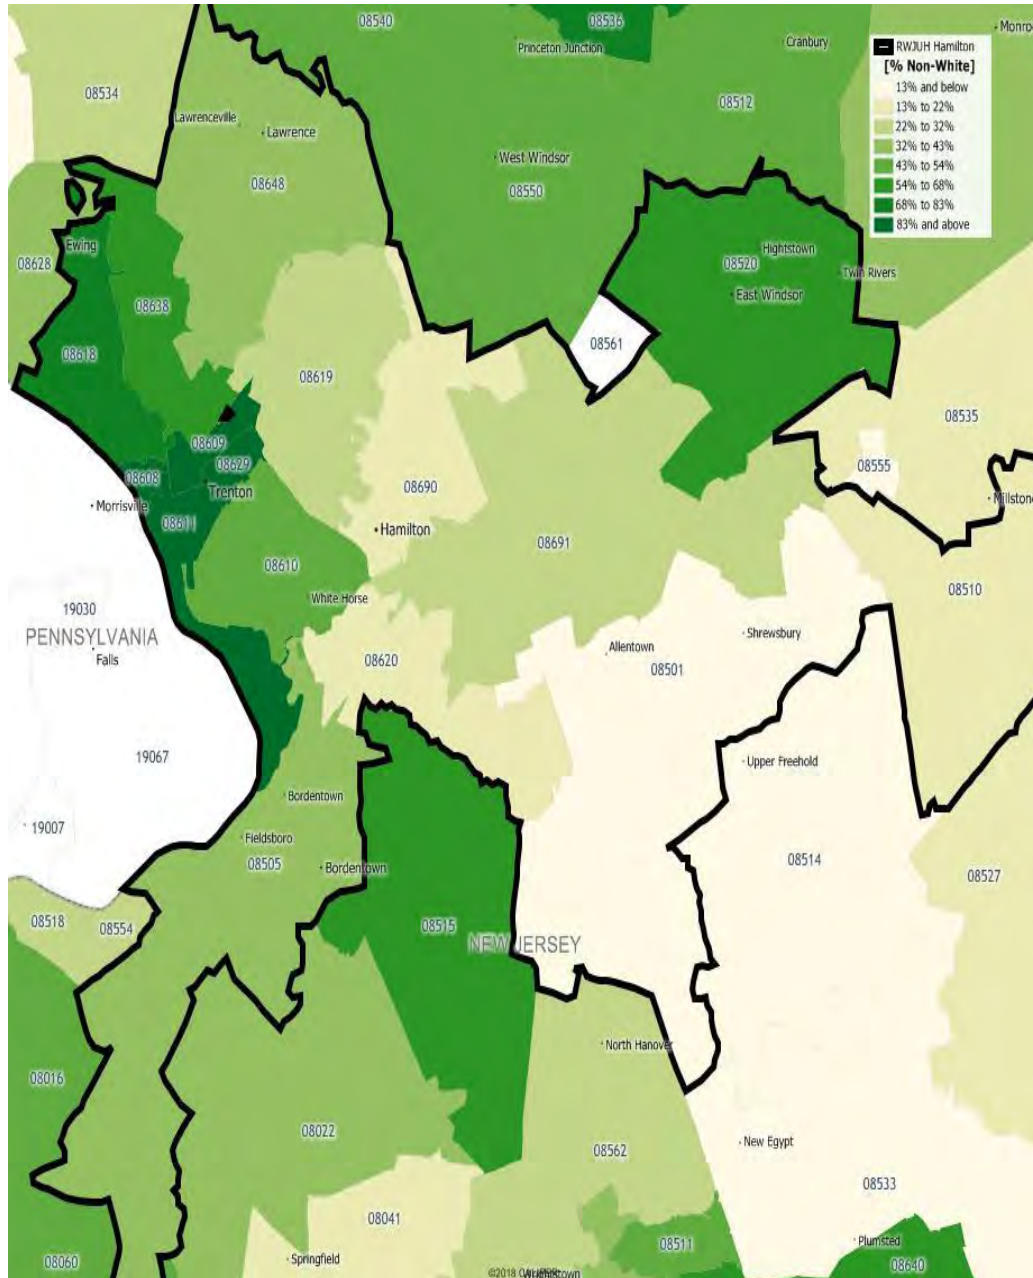 08540
08536
Monro
Princeton Junction
Cranbury
RWJUH Hamilton
[% Non-White]
13% and below
13% to 22%
22% to 32%
32% to 43%
43% to 54%
54% to 68%
68% to 83%
83% and above
08534
08512
Lawrenceville
Lawrence
West Windsor
08648
08550
Ewing
08628
Hightstown
08520
Twin Rivers
East Windsor
08638
08618
08561
08619
08535
08609
08629
08608
08555
Trenton
08690
Morrisville
Millston
08611
Hamilton
08691
08610
08510
White Horse
19030
PENNSYLVANIA
Falls
Shrewsbury
Allentown
08620
08501
19067
Upper Freehold
Bordentown
19007
Fieldsboro
08505
Bordentown
08514
08527
08518
08554
08515
NEW JERSEY
North Hanover
08016
08022
08562
New Egypt
08533
08041
Plumsted
08511
08060
Springfield
08640
©2018 CALIPER
Wrightstown